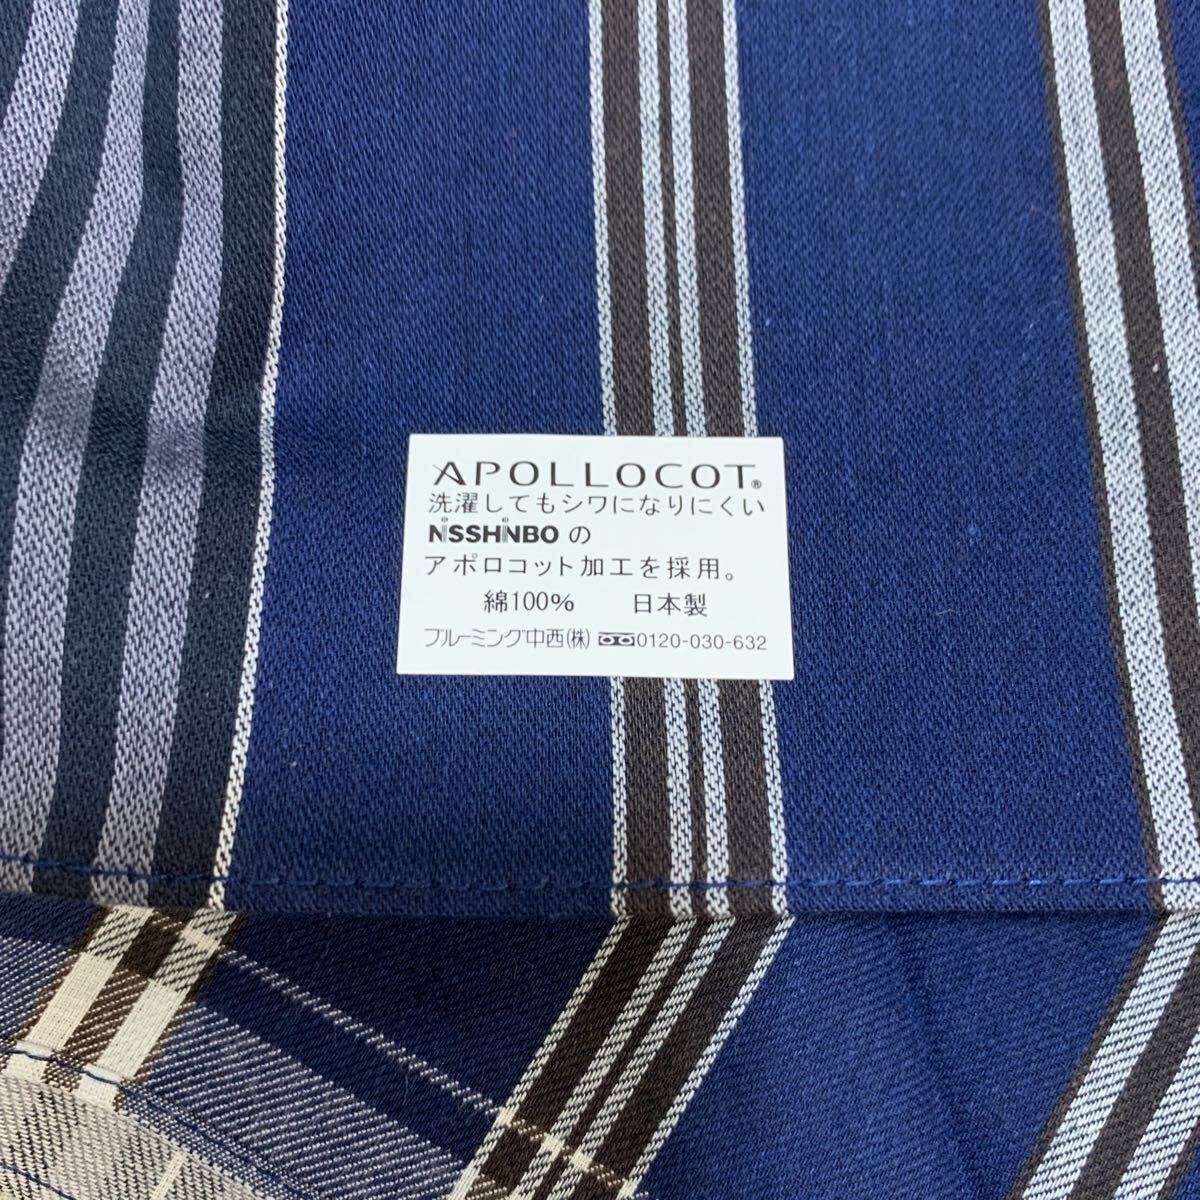 APOLLOCOT®
洗濯してもシワになりにくい
NISSHINBO の
アポロコット加工を採用。
綿100%　日本製
ブルーミング中西(株) 0120-030-632